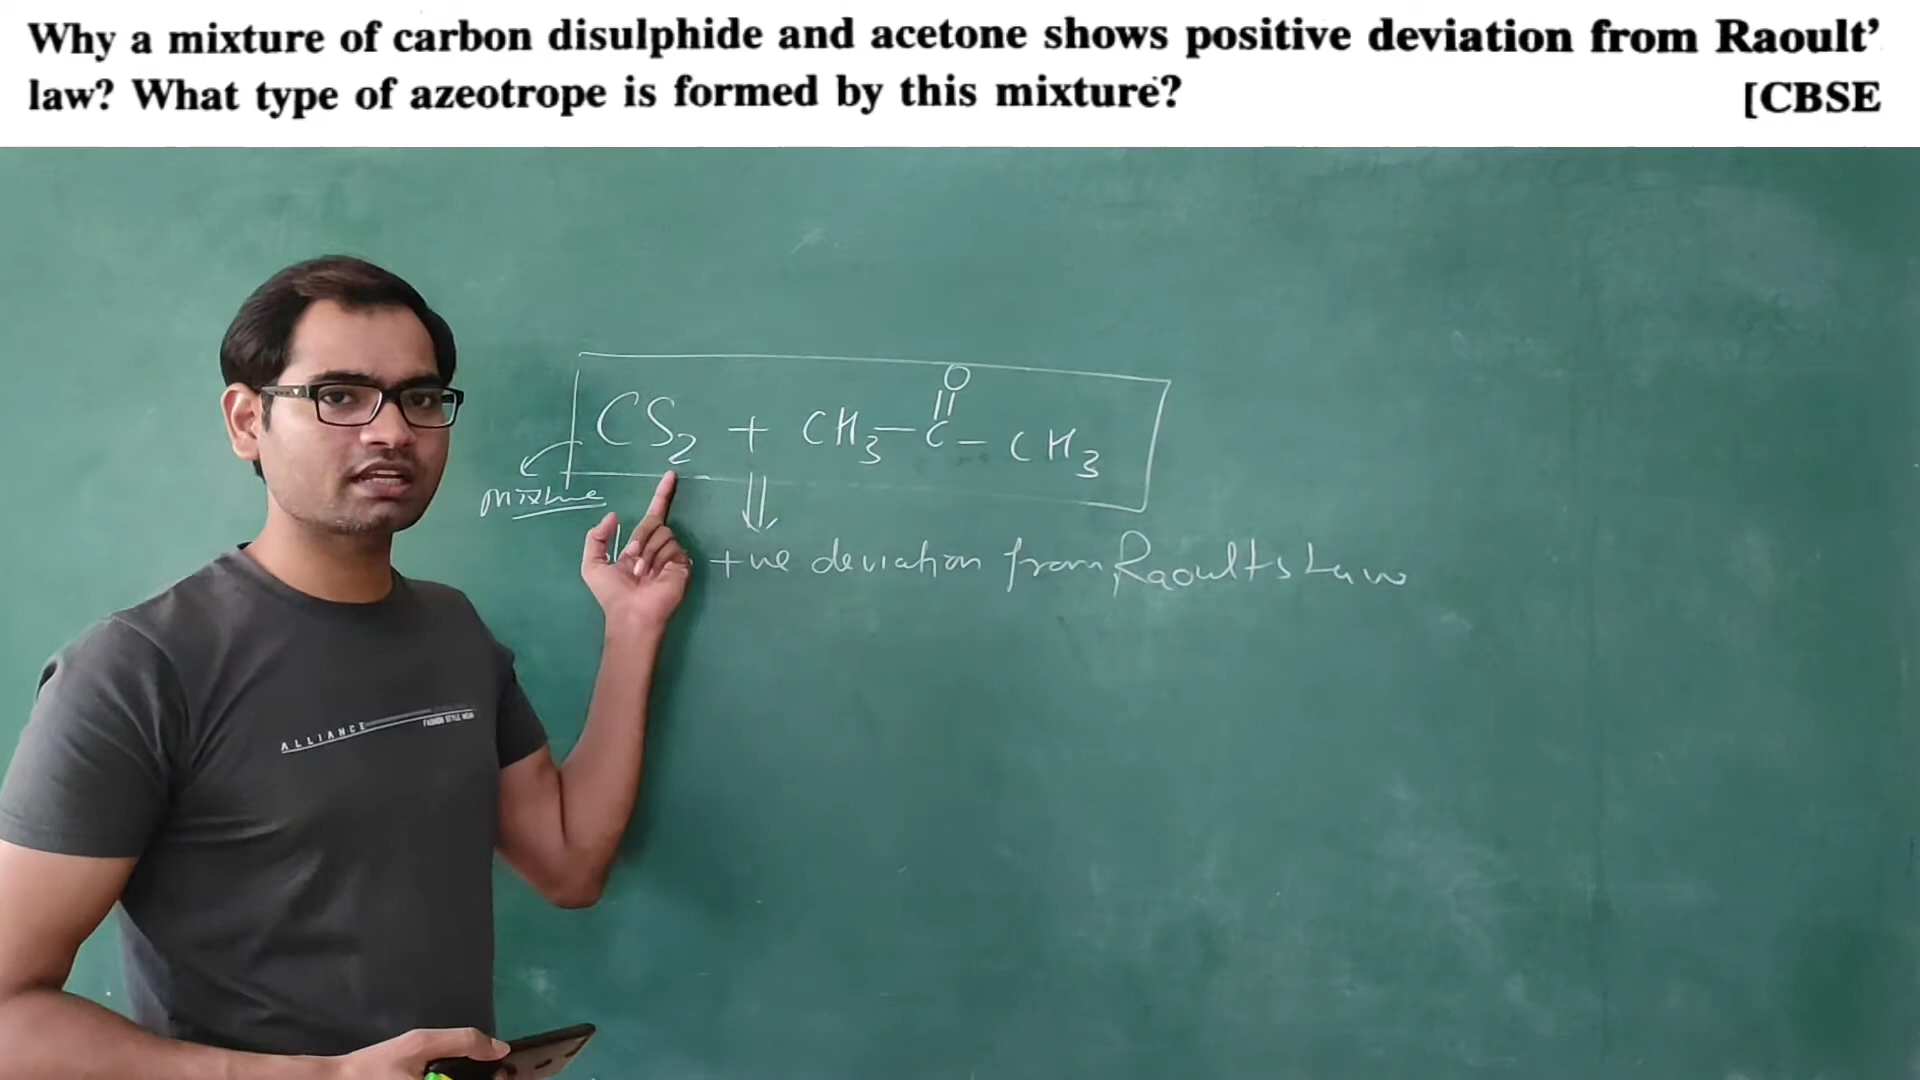 Why a mixture of carbon disulphide and acetone shows positive deviation from Raoult’
law? What type of azeotrope is formed by this mixture? [CBSE
O
||
CS2 + CH3-C-CH3
mixture
+ve deviation from Raoults Law
ALLIANCE